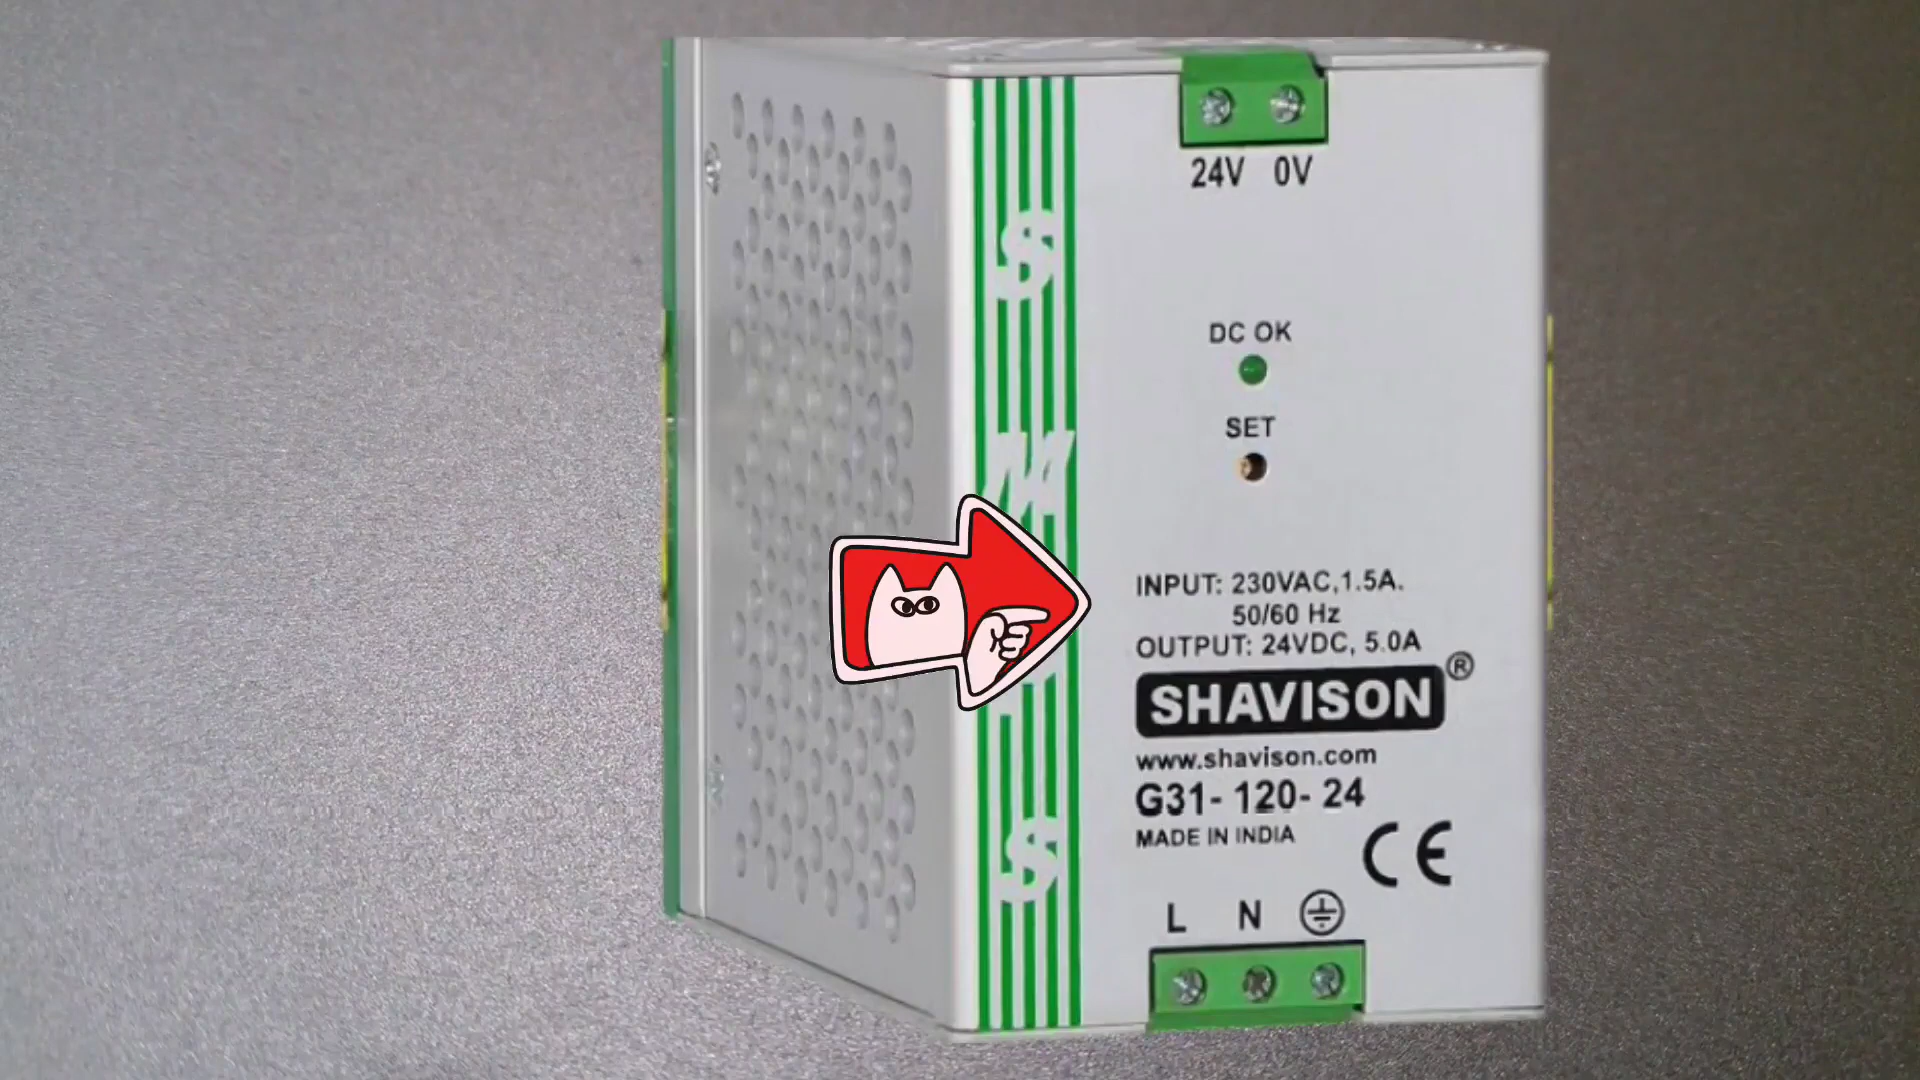 24V 0V
DC OK
SET
S
M
S
INPUT: 230VAC,1.5A.
50/60 Hz
OUTPUT: 24VDC, 5.0A
SHAVISON®
www.shavison.com
G31- 120- 24
MADE IN INDIA
CE
L N